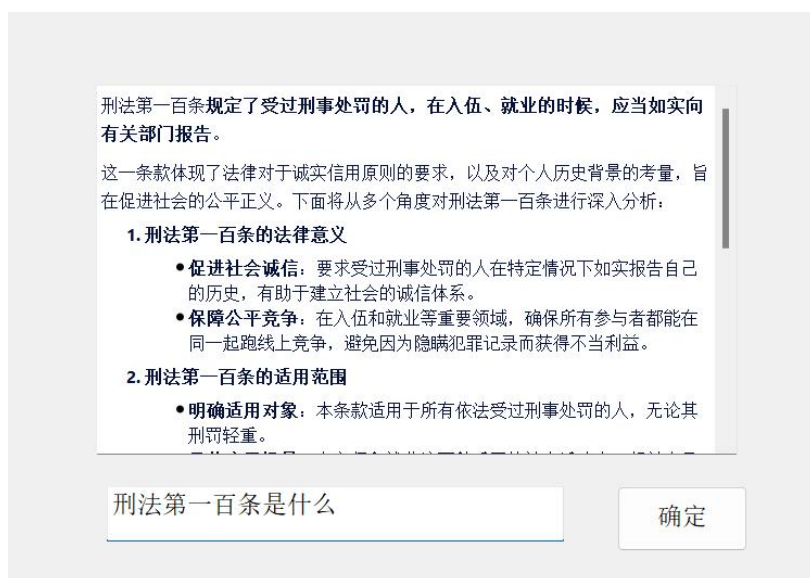 刑法第一百条规定了受过刑事处罚的人，在入伍、就业的时候，应当如实向
有关部门报告。
这一条款体现了法律对于诚实信用原则的要求，以及对个人历史背景的考量，旨
在促进社会的公平正义。下面将从多个角度对刑法第一百条进行深入分析：
1. 刑法第一百条的法律意义
●促进社会诚信：要求受过刑事处罚的人在特定情况下如实报告自己
的历史，有助于建立社会的诚信体系。
●保障公平竞争：在入伍和就业等重要领域，确保所有参与者都能在
同一起跑线上竞争，避免因为隐瞒犯罪记录而获得不当利益。
2. 刑法第一百条的适用范围
●明确适用对象：本条款适用于所有依法受过刑事处罚的人，无论其
刑罚轻重。
刑法第一百条是什么
确定